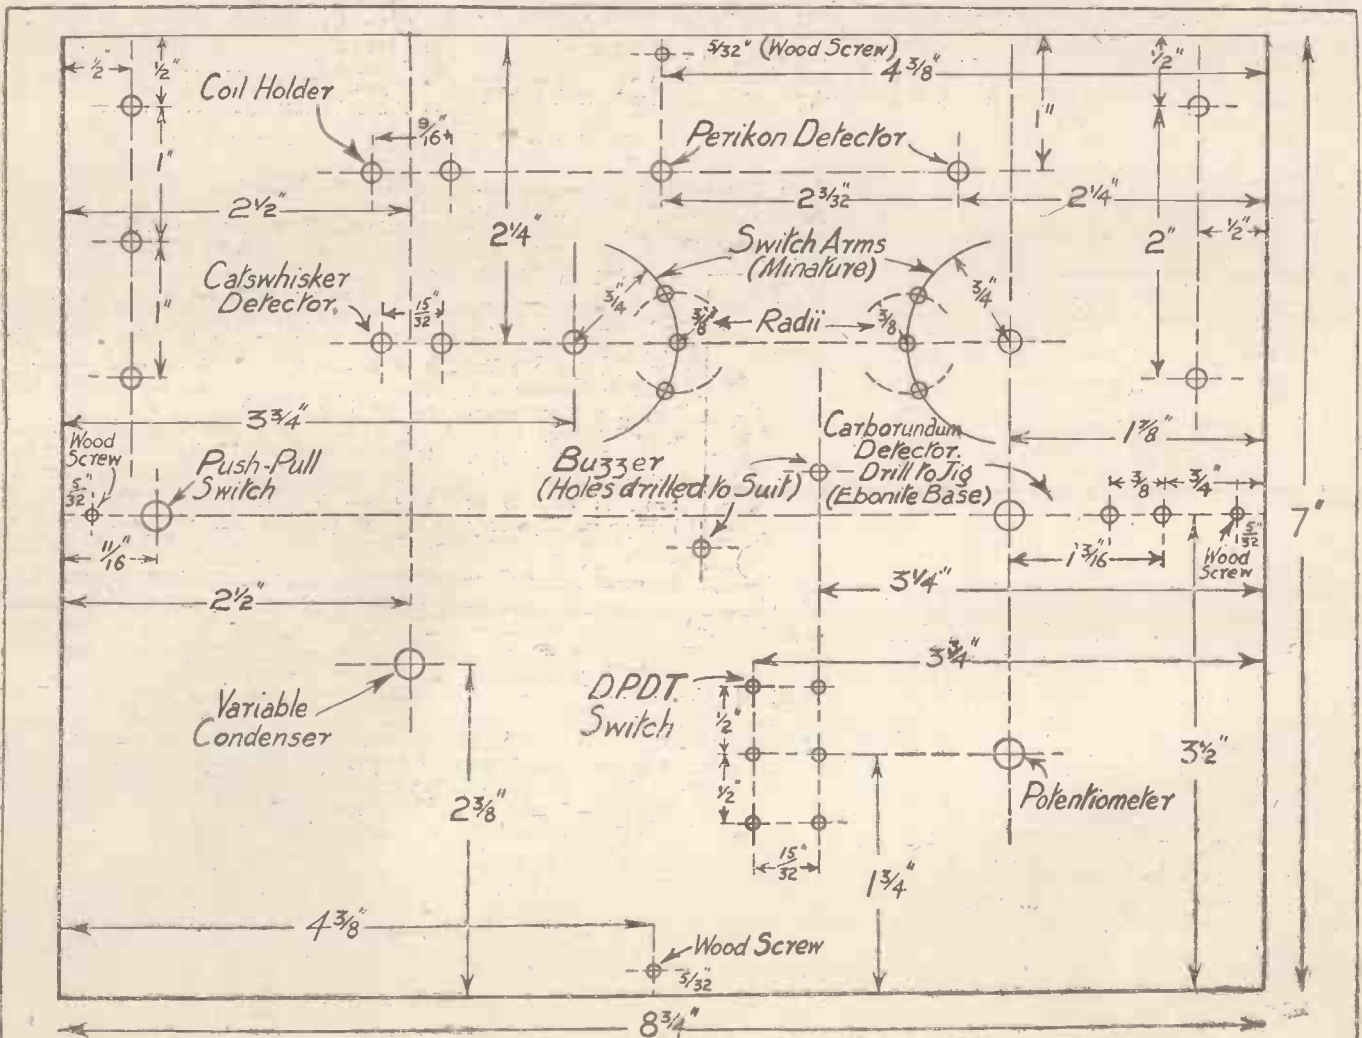 5/32" (Wood Screw)
1/2"
1/2"
4 3/8"
1/2"
Coil Holder
9/16"
1"
1"
Perikon Detector
2 1/2"
2 1/4"
2 3/32"
2 1/4"
2"
1/2"
Switch Arms
(Minature)
Catswhisker
Detector.
15/32"
1"
3/4"
3/8"
Radii
3/8"
3/4"
3 3/4"
1 7/8"
Wood
Screw
5/32"
Push-Pull
Switch
Buzzer
(Holes drilled to Suit)
Carborundum
Detector.
Drill to Jig
(Ebonite Base)
3/8"
3/4"
7"
11/16"
1 3/16"
5/32"
Wood
Screw
2 1/2"
3 1/4"
3 3/4"
D.P.D.T.
Switch
1/2"
1/2"
Variable
Condenser
3 1/2"
2 3/8"
Potentiometer
15/32"
1 3/4"
4 3/8"
Wood Screw
5/32"
8 3/4"